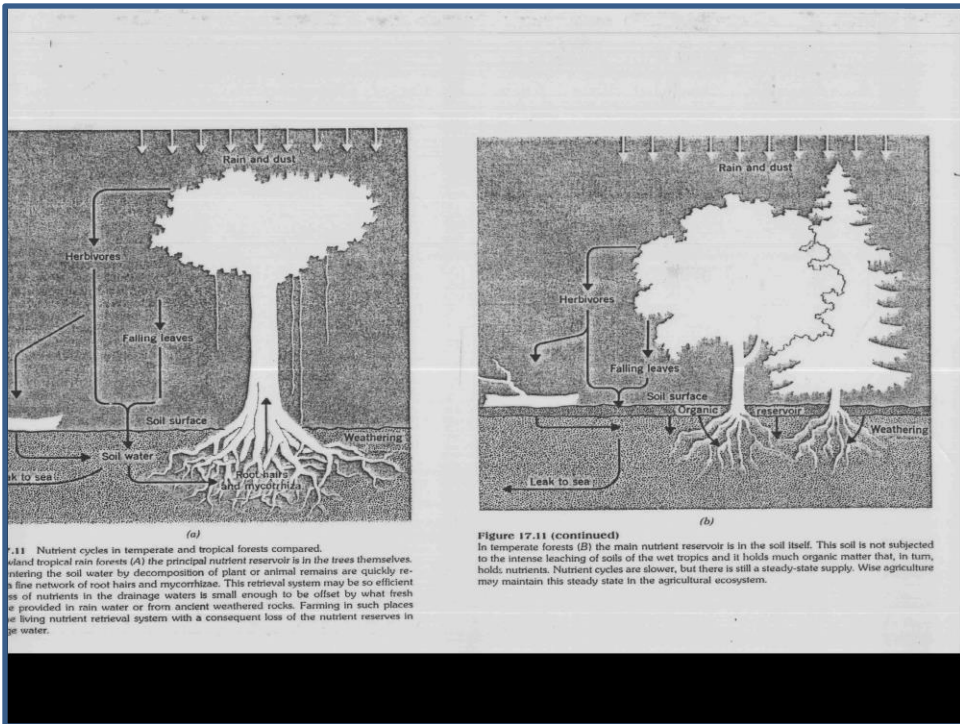 Rain and dust
Herbivores
Falling leaves
Soil surface
Weathering
Soil water
Root hairs
and mycorrhiza
ak to sea
(a)
7.11 Nutrient cycles in temperate and tropical forests compared.
wland tropical rain forests (A) the principal nutrient reservoir is in the trees themselves.
ntering the soil water by decomposition of plant or animal remains are quickly re-
a fine network of root hairs and mycorrhizae. This retrieval system may be so efficient
ss of nutrients in the drainage waters is small enough to be offset by what fresh
e provided in rain water or from ancient weathered rocks. Farming in such places
e living nutrient retrieval system with a consequent loss of the nutrient reserves in
ge water.
Rain and dust
Herbivores
Falling leaves
Soil surface
Organic reservoir
Weathering
Leak to sea
(b)
Figure 17.11 (continued)
In temperate forests (B) the main nutrient reservoir is in the soil itself. This soil is not subjected
to the intense leaching of soils of the wet tropics and it holds much organic matter that, in turn,
holds nutrients. Nutrient cycles are slower, but there is still a steady-state supply. Wise agriculture
may maintain this steady state in the agricultural ecosystem.